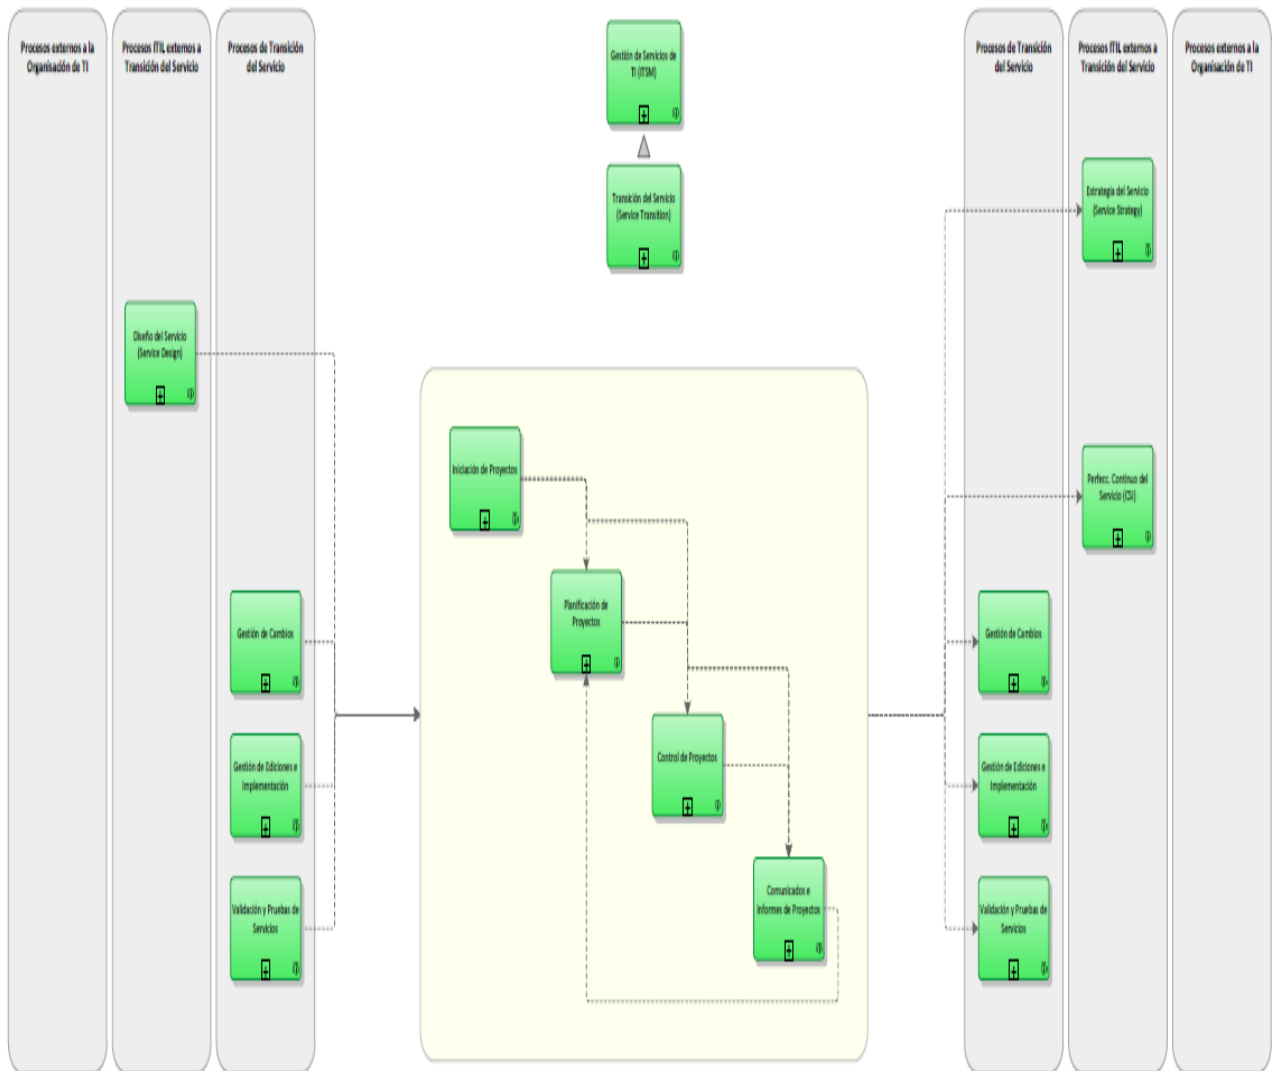 Procesos externos a la
Organisación de TI
Procesos ITIL externos a
Transición del Servicio
Procesos de Transición
del Servicio
Gestión de Servicios de
TI (ITSM)
Transición del Servicio
(Service Transition)
Procesos de Transición
del Servicio
Procesos ITIL externos a
Transición del Servicio
Procesos externos a la
Organisación de TI
Estrategia del Servicio
(Service Strategy)
Diseño del Servicio
(Service Design)
Iniciación de Proyectos
Perfecc. Continuo del
Servicio (CSI)
Planificación de
Proyectos
Gestión de Cambios
Gestión de Cambios
Control de Proyectos
Gestión de Ediciones e
Implementación
Gestión de Ediciones e
Implementación
Comunicados e
Informes de Proyectos
Validación y Pruebas de
Servicios
Validación y Pruebas de
Servicios